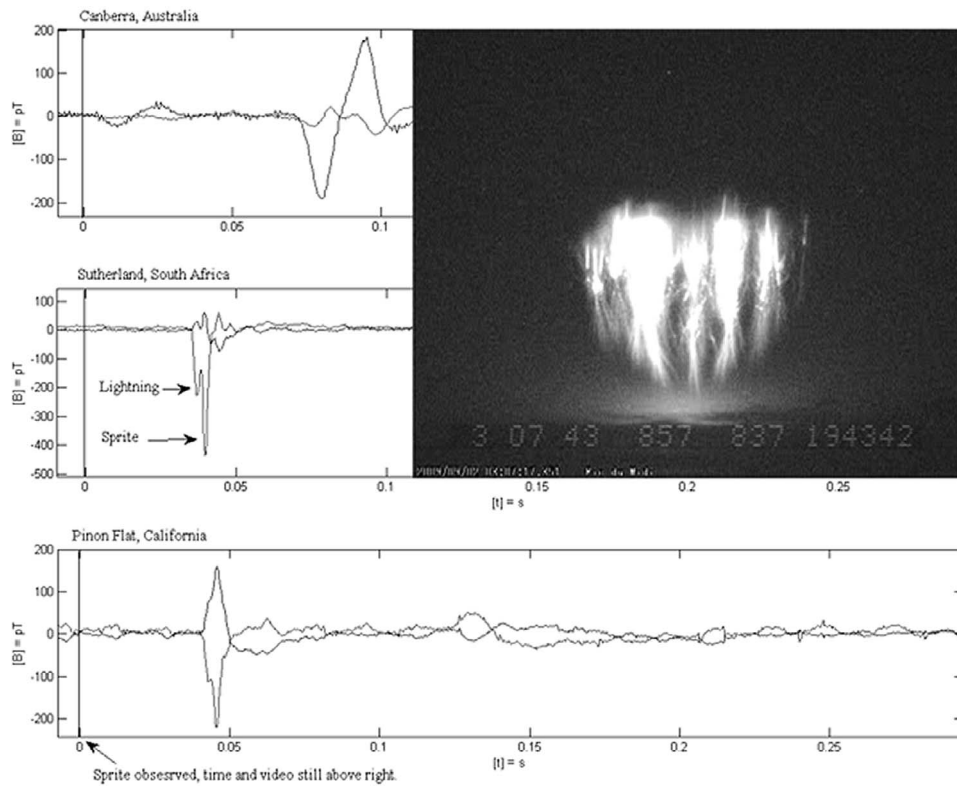 Canberra, Australia
200
100
0
-100
-200
[B] = pT
0
0.05
0.1
Sutherland, South Africa
100
0
-100
-200
-300
-400
-500
[B] = pT
Lightning
Sprite
0
0.05
0.15
0.2
0.25
[t] = s
3 07 43 857 837 194342
Pinon Flat, California
200
100
0
-100
-200
[B] = pT
0
0.05
0.1
0.15
0.2
0.25
[t] = s
Sprite obsesrved, time and video still above right.